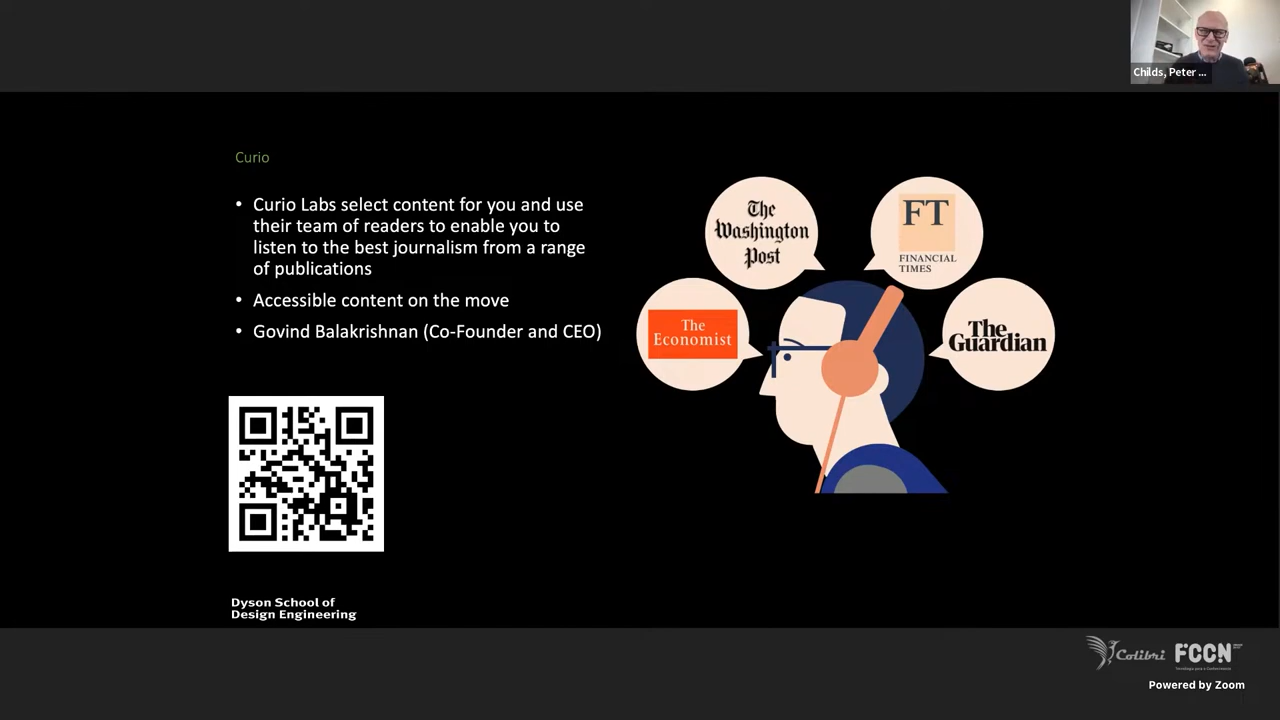 Childs, Peter ...
Curio
• Curio Labs select content for you and use
their team of readers to enable you to
listen to the best journalism from a range
of publications
• Accessible content on the move
• Govind Balakrishnan (Co-Founder and CEO)
The
Washington
Post
FT
FINANCIAL
TIMES
The
Economist
The
Guardian
Dyson School of
Design Engineering
Colibri
FCCN
Powered by Zoom